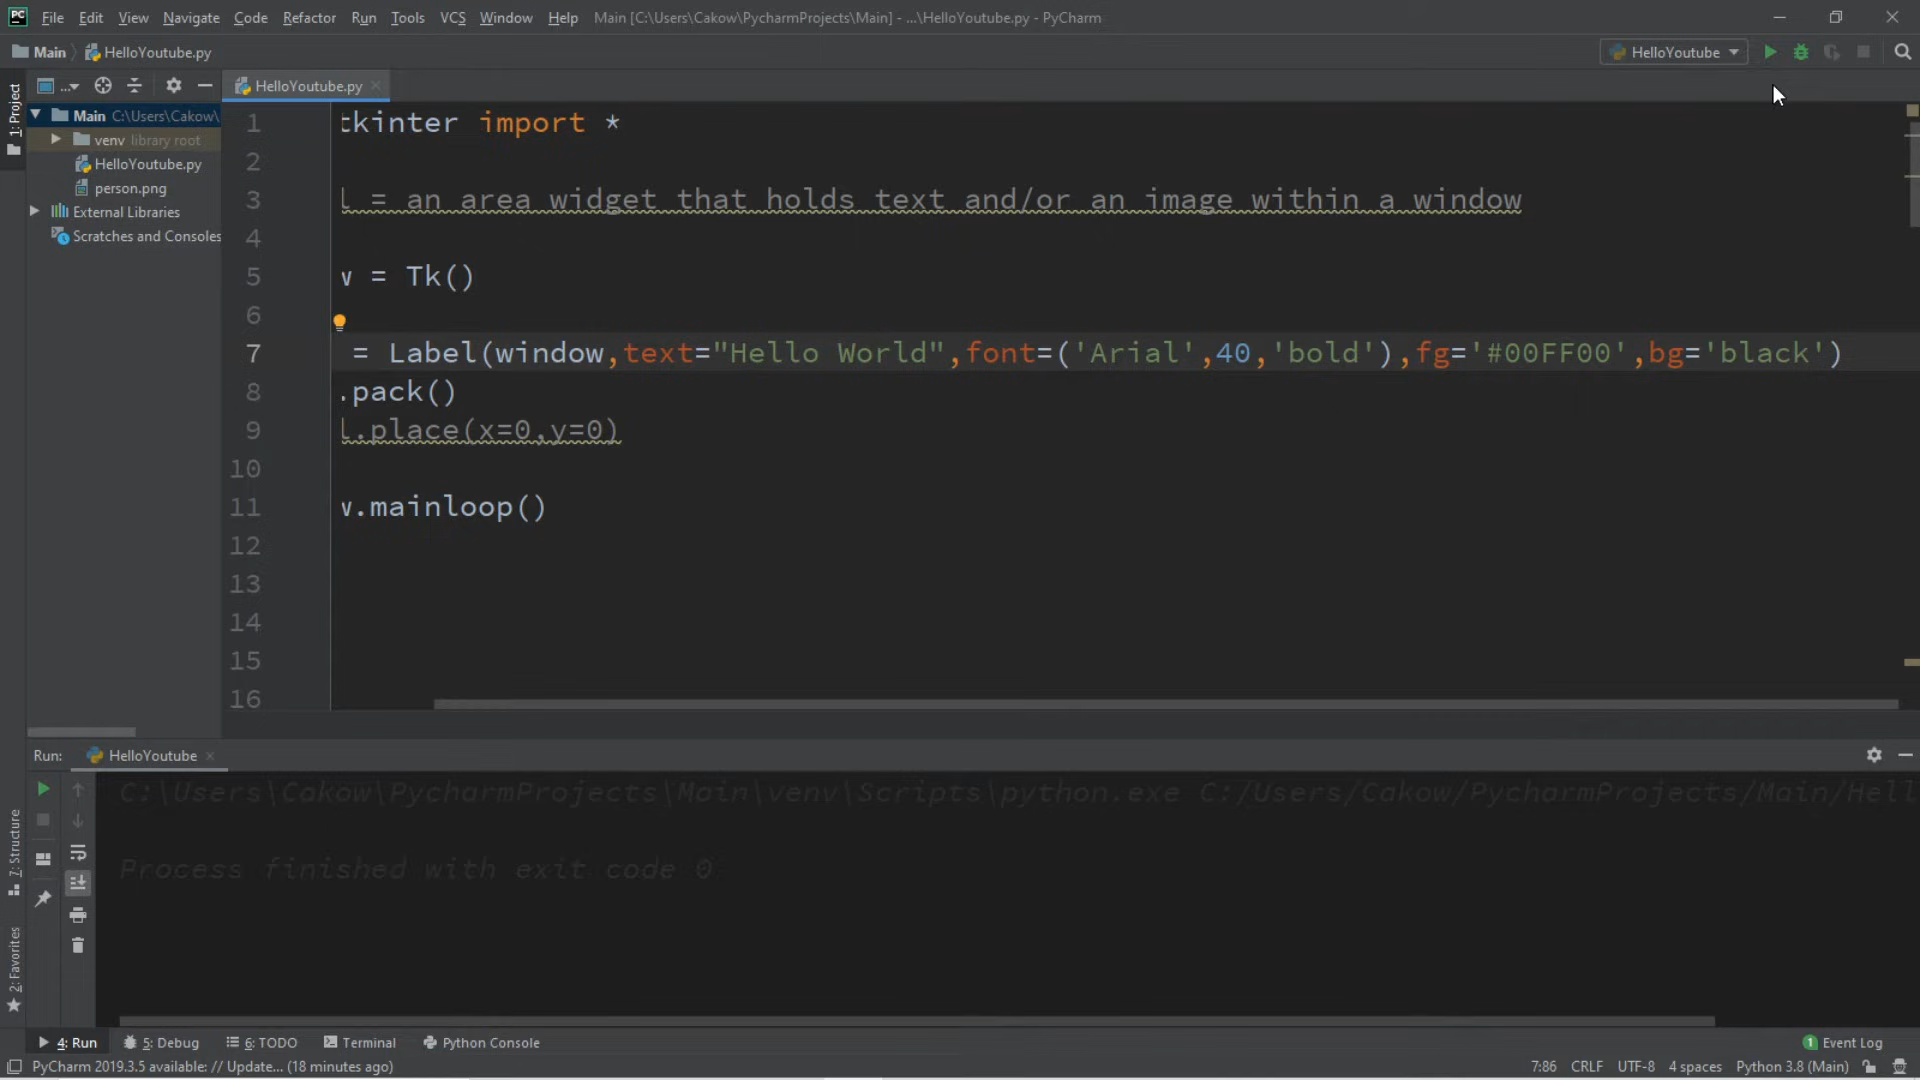 PC File Edit View Navigate Code Refactor Run Tools VCS Window Help Main [C:\Users\Cakow\PycharmProjects\Main] - ...\HelloYoutube.py - PyCharm
Main HelloYoutube.py HelloYoutube
1: Project
... HelloYoutube.py
Main C:\Users\Cakow\
venv library root
HelloYoutube.py
person.png
External Libraries
Scratches and Consoles
1 tkinter import *
2
3 l = an area widget that holds text and/or an image within a window
4
5 w = Tk()
6
7 = Label(window,text="Hello World",font=('Arial',40,'bold'),fg='#00FF00',bg='black')
8 .pack()
9 l.place(x=0,y=0)
10
11 w.mainloop()
12
13
14
15
16
Run: HelloYoutube
C:\Users\Cakow\PycharmProjects\Main\venv\Scripts\python.exe C:/Users/Cakow/PycharmProjects/Main/Hell
Process finished with exit code 0
7: Structure
2: Favorites
4: Run 5: Debug 6: TODO Terminal Python Console 1 Event Log
PyCharm 2019.3.5 available: // Update... (18 minutes ago) 7:86 CRLF UTF-8 4 spaces Python 3.8 (Main)